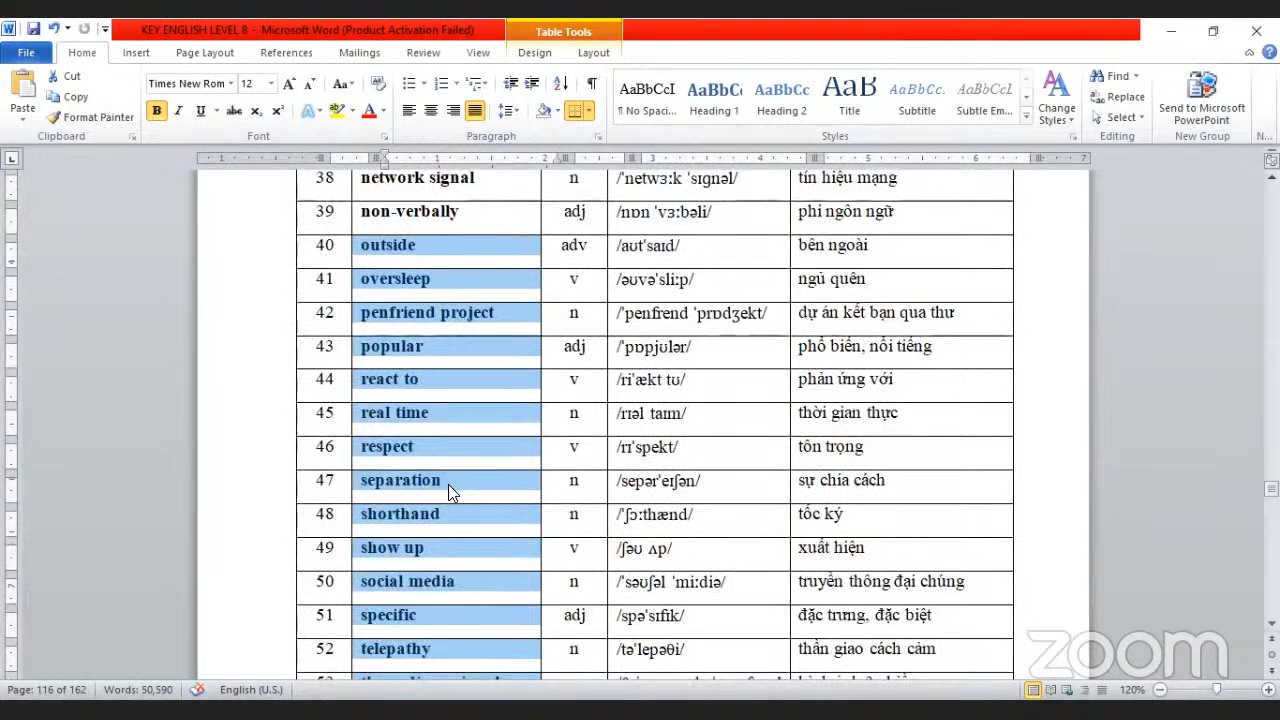 KEY ENGLISH LEVEL 8 - Microsoft Word (Product Activation Failed)
Table Tools
File Home Insert Page Layout References Mailings Review View Design Layout
Paste
Cut
Copy
Format Painter
Clipboard
Times New Rom 12
Font
Paragraph
AaBbCcI AaBbC AaBbCc AaB AaBbCc. AaBbCc.
¶ No Spaci... Heading 1 Heading 2 Title Subtitle Subtle Em...
Styles
Change Styles
Find
Replace
Select
Editing
Send to Microsoft PowerPoint
New Group
N...
38 network signal n /ˈnetwɜːk ˈsɪɡnəl/ tín hiệu mạng
39 non-verbally adj /nɒn ˈvɜːbəli/ phi ngôn ngữ
40 outside adv /aʊtˈsaɪd/ bên ngoài
41 oversleep v /əʊvəˈsliːp/ ngủ quên
42 penfriend project n /ˈpenfrend ˈprɒdʒekt/ dự án kết bạn qua thư
43 popular adj /ˈpɒpjʊlər/ phổ biến, nổi tiếng
44 react to v /riˈækt tʊ/ phản ứng với
45 real time n /rɪəl taɪm/ thời gian thực
46 respect v /rɪˈspekt/ tôn trọng
47 separation n /sepərˈeɪʃən/ sự chia cách
48 shorthand n /ˈʃɔːthænd/ tốc ký
49 show up v /ʃəʊ ʌp/ xuất hiện
50 social media n /ˈsəʊʃəl ˈmiːdiə/ truyền thông đại chúng
51 specific adj /spəˈsɪfɪk/ đặc trưng, đặc biệt
52 telepathy n /təˈlepəθi/ thần giao cách cảm
zoom
Page: 116 of 162 Words: 50,590 English (U.S.) 120%